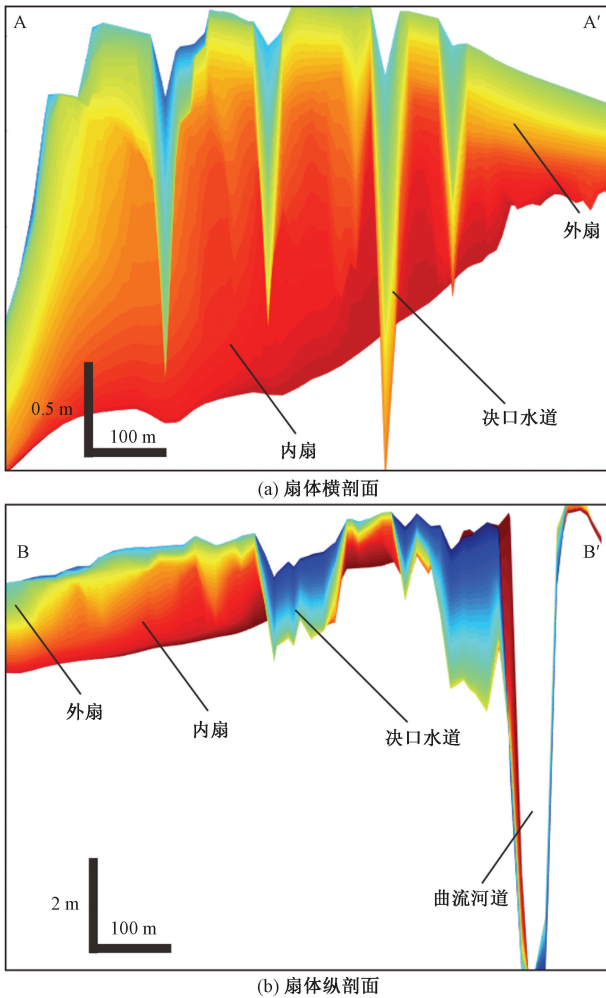 A
A′
外扇
0.5 m
100 m
内扇
决口水道
(a) 扇体横剖面
B
B′
外扇
内扇
决口水道
2 m
100 m
曲流河道
(b) 扇体纵剖面